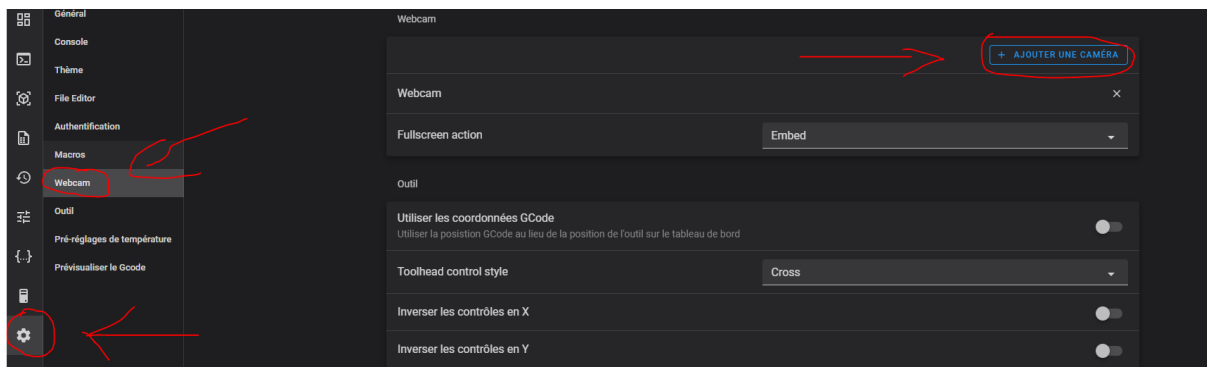 Général
Console
Thème
File Editor
Authentification
Macros
Webcam
Outil
Pré-réglages de température
Prévisualiser le Gcode
Webcam
+ AJOUTER UNE CAMÉRA
Webcam
Fullscreen action
Embed
Outil
Utiliser les coordonnées GCode
Utiliser la posistion GCode au lieu de la position de l'outil sur le tableau de bord
Toolhead control style
Cross
Inverser les contrôles en X
Inverser les contrôles en Y